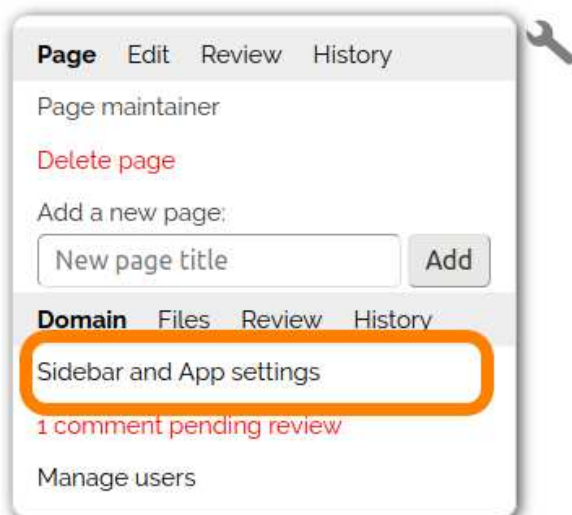 Page Edit Review History
Page maintainer
Delete page
Add a new page:
New page title Add
Domain Files Review History
Sidebar and App settings
1 comment pending review
Manage users